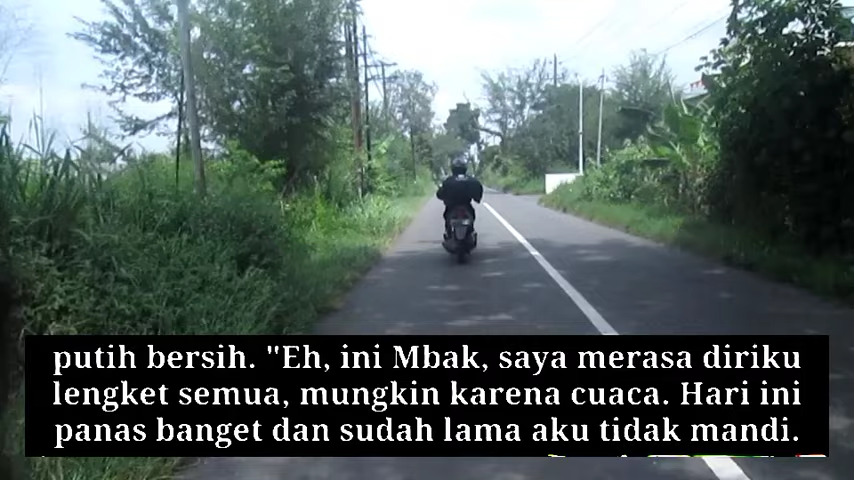 putih bersih. "Eh, ini Mbak, saya merasa diriku
lengket semua, mungkin karena cuaca. Hari ini
panas banget dan sudah lama aku tidak mandi.